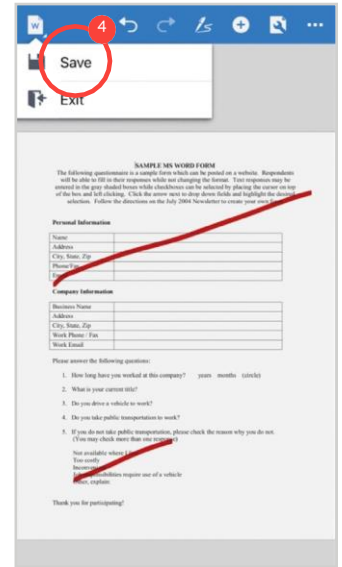 W
4
Save
Exit
SAMPLE MS WORD FORM
The following questionnaire is a sample form which can be posted on a website. Respondents
will be able to fill in their responses while not changing the format. Text responses may be
entered in the gray shaded boxes while checkboxes can be selected by placing the cursor on top
of the box and left clicking. Click the arrow next to drop down fields and highlight the desired
selection. Follow the directions on the July 2004 Newsletter to create your own
Personal Information
Name
Address
City, State, Zip
Phone/Fax
Company Information
Business Name
Address
City, State, Zip
Work Phone / Fax
Work Email
Please answer the following questions:
1. How long have you worked at this company? years months (circle)
2. What is your current title?
3. Do you drive a vehicle to work?
4. Do you take public transportation to work?
5. If you do not take public transportation, please check the reason why you do not.
(You may check more than one response)
Not available where I
Too costly
responsibilities require use of a vehicle
explain:
Thank you for participating!